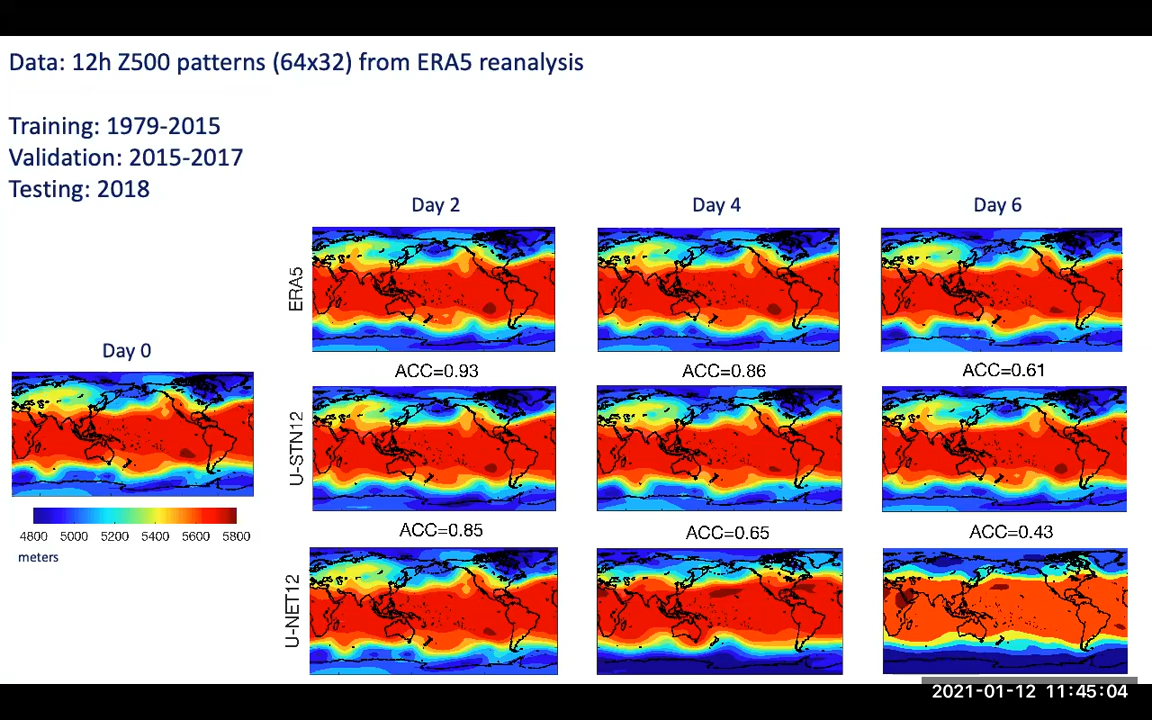 Data: 12h Z500 patterns (64x32) from ERA5 reanalysis
Training: 1979-2015
Validation: 2015-2017
Testing: 2018
Day 2 Day 4 Day 6
ERA5
Day 0
ACC=0.93 ACC=0.86 ACC=0.61
U-STN12
4800 5000 5200 5400 5600 5800
meters
ACC=0.85 ACC=0.65 ACC=0.43
U-NET12
2021-01-12 11:45:04